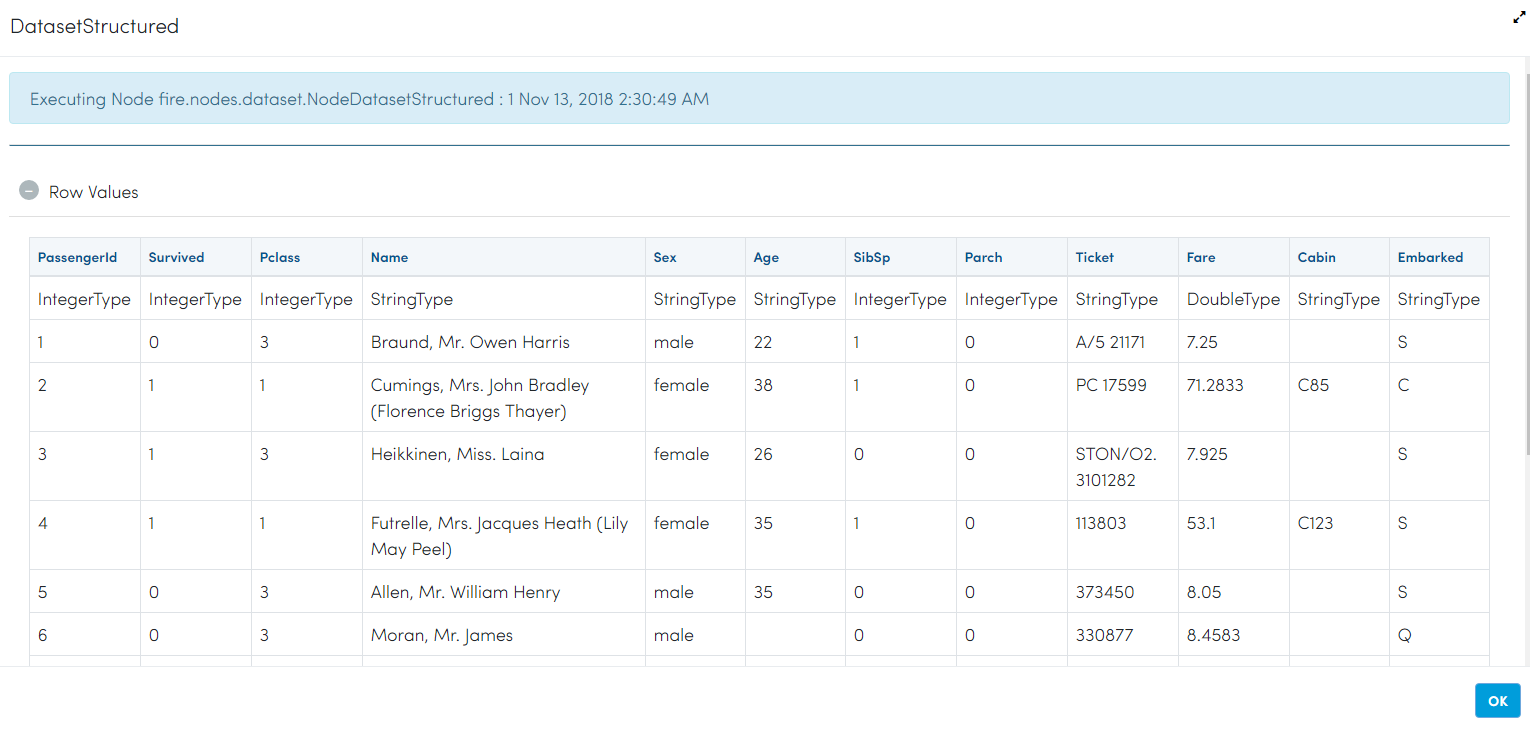 DatasetStructured
Executing Node fire.nodes.dataset.NodeDatasetStructured : 1 Nov 13, 2018 2:30:49 AM
Row Values
PassengerId Survived Pclass Name Sex Age SibSp Parch Ticket Fare Cabin Embarked
IntegerType IntegerType IntegerType StringType StringType StringType IntegerType IntegerType StringType DoubleType StringType StringType
1 0 3 Braund, Mr. Owen Harris male 22 1 0 A/5 21171 7.25 S
2 1 1 Cumings, Mrs. John Bradley female 38 1 0 PC 17599 71.2833 C85 C
(Florence Briggs Thayer)
3 1 3 Heikkinen, Miss. Laina female 26 0 0 STON/O2. 7.925 S
3101282
4 1 1 Futrelle, Mrs. Jacques Heath (Lily female 35 1 0 113803 53.1 C123 S
May Peel)
5 0 3 Allen, Mr. William Henry male 35 0 0 373450 8.05 S
6 0 3 Moran, Mr. James male 0 0 330877 8.4583 Q
OK